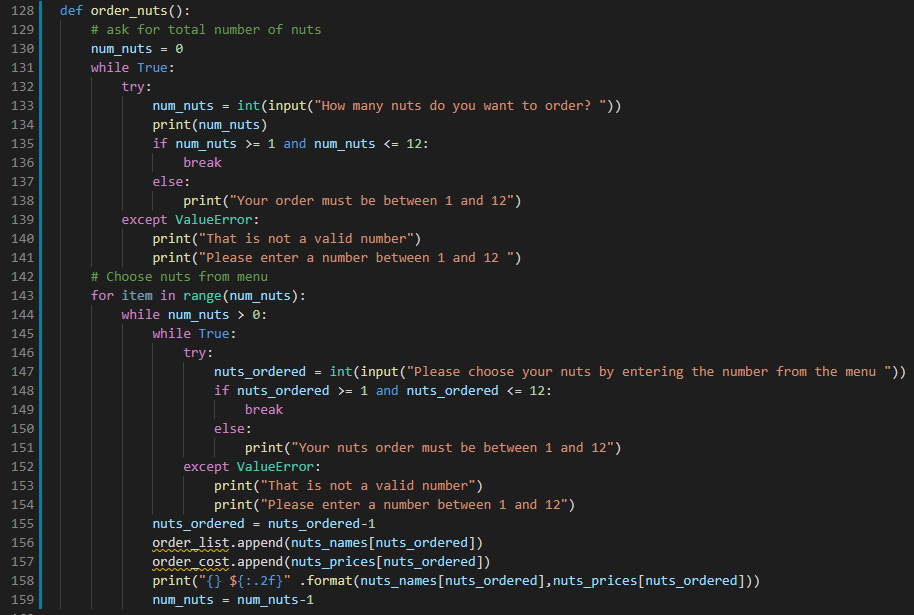 128 def order_nuts():
129     # ask for total number of nuts
130     num_nuts = 0
131     while True:
132         try:
133             num_nuts = int(input("How many nuts do you want to order? "))
134             print(num_nuts)
135             if num_nuts >= 1 and num_nuts <= 12:
136                 break
137             else:
138                 print("Your order must be between 1 and 12")
139         except ValueError:
140             print("That is not a valid number")
141             print("Please enter a number between 1 and 12 ")
142     # Choose nuts from menu
143     for item in range(num_nuts):
144         while num_nuts > 0:
145             while True:
146                 try:
147                     nuts_ordered = int(input("Please choose your nuts by entering the number from the menu "))
148                     if nuts_ordered >= 1 and nuts_ordered <= 12:
149                         break
150                     else:
151                         print("Your nuts order must be between 1 and 12")
152                 except ValueError:
153                     print("That is not a valid number")
154                     print("Please enter a number between 1 and 12")
155             nuts_ordered = nuts_ordered-1
156             order_list.append(nuts_names[nuts_ordered])
157             order_cost.append(nuts_prices[nuts_ordered])
158             print("{} ${:.2f}" .format(nuts_names[nuts_ordered],nuts_prices[nuts_ordered]))
159             num_nuts = num_nuts-1